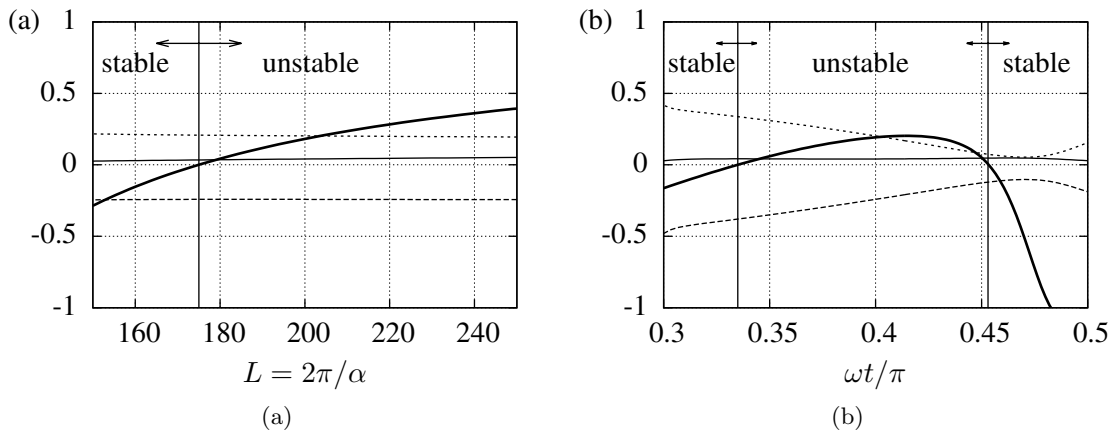 (a)
1
0.5
0
-0.5
-1
stable
unstable
160 180 200 220 240
L = 2π/α
(a)
(b)
1
0.5
0
-0.5
-1
stable
unstable
stable
0.3 0.35 0.4 0.45 0.5
ωt/π
(b)